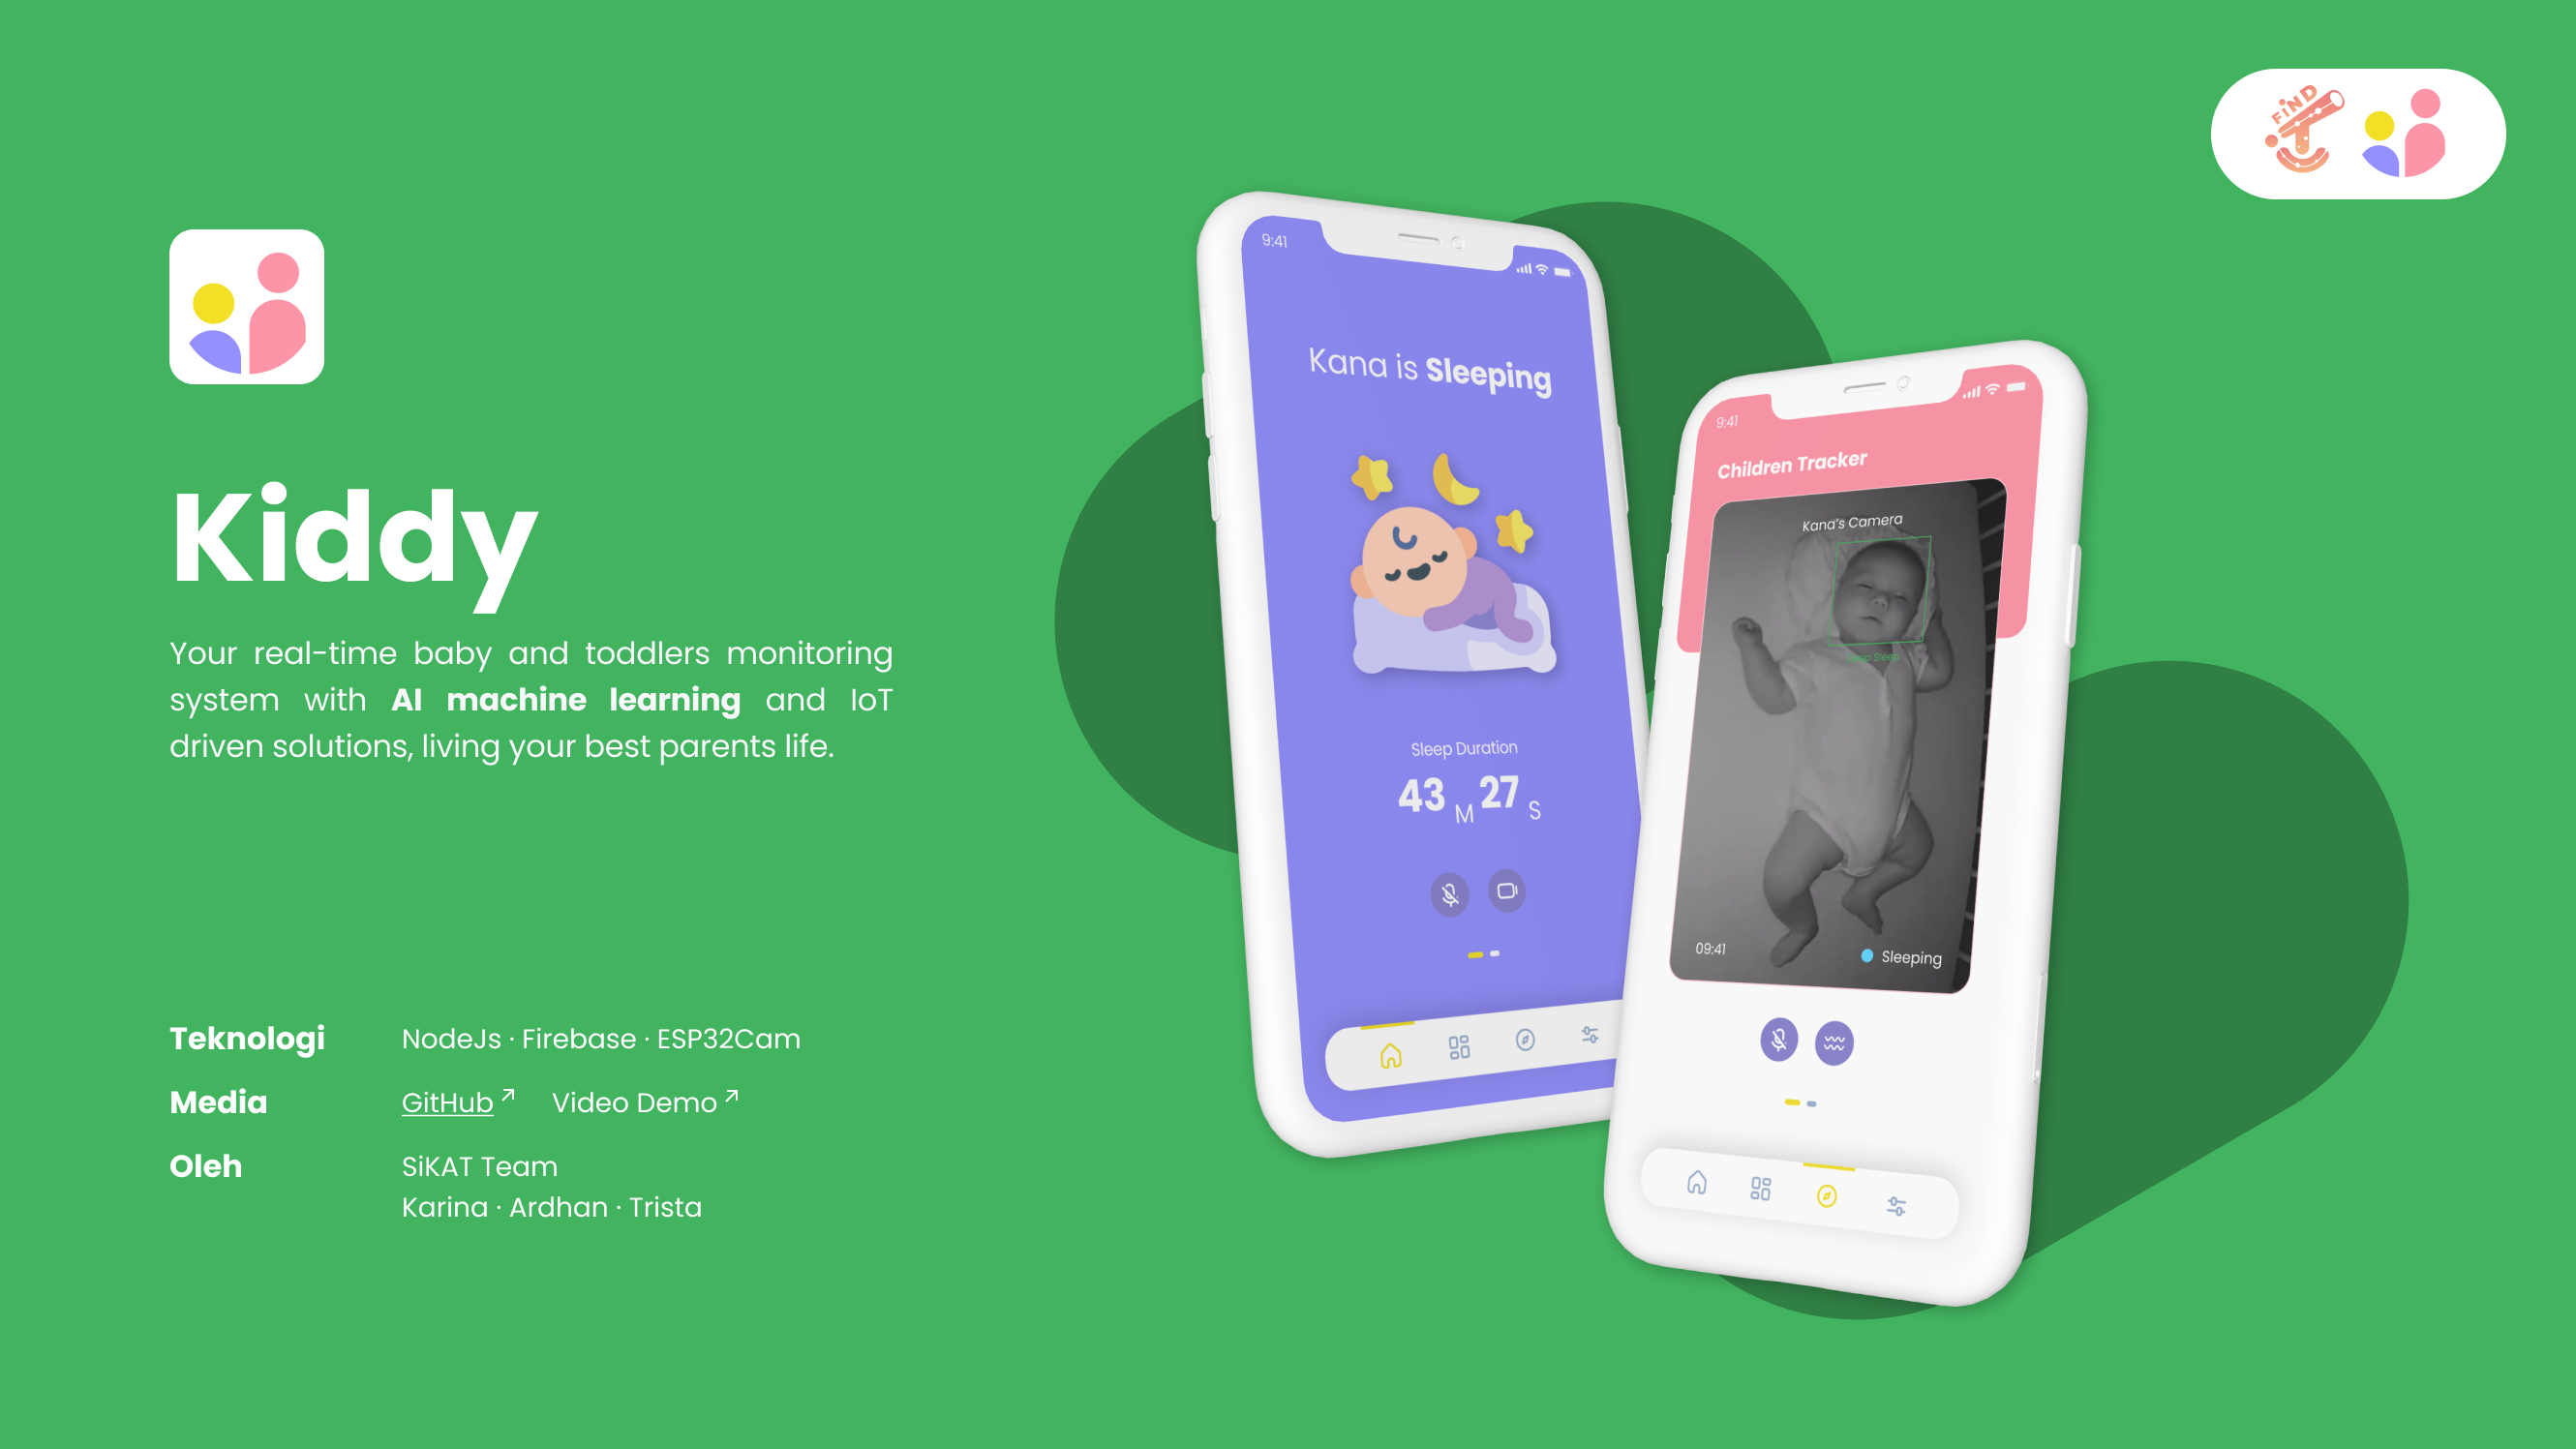 FiND
Kiddy
Your real-time baby and toddlers monitoring
system with AI machine learning and IoT
driven solutions, living your best parents life.
Teknologi NodeJs · Firebase · ESP32Cam
Media GitHub Video Demo
Oleh SiKAT Team
Karina · Ardhan · Trista
9:41
Kana is Sleeping
Sleep Duration
43 M 27 S
9:41
Children Tracker
Kana's Camera
Sleep
09:41
Sleeping